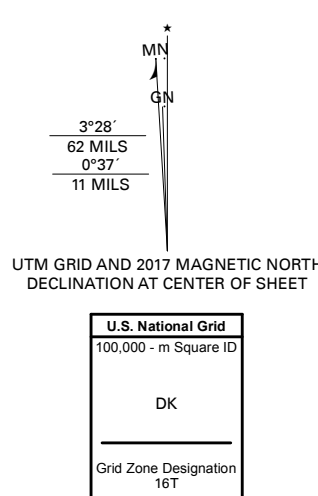 MN
GN
3°28´
62 MILS
0°37´
11 MILS
UTM GRID AND 2017 MAGNETIC NORTH
DECLINATION AT CENTER OF SHEET
U.S. National Grid
100,000 - m Square ID
DK
Grid Zone Designation
16T